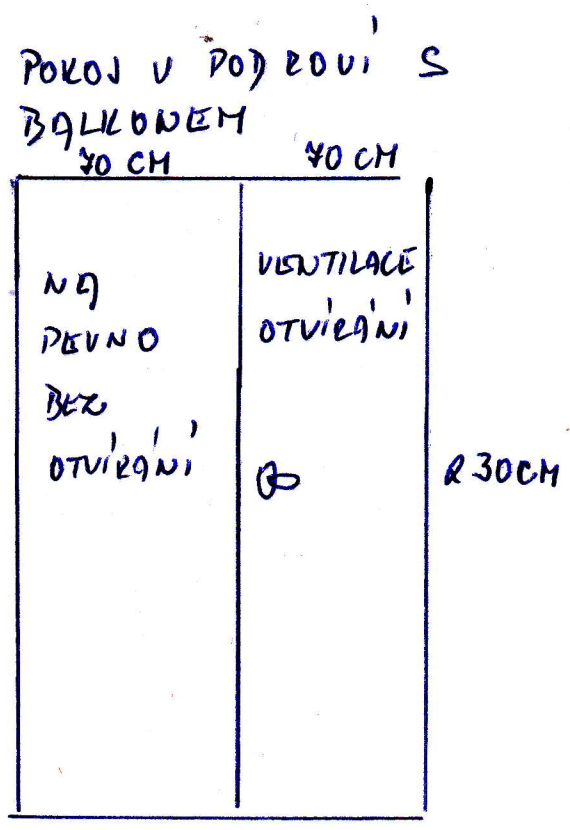 POKOJ V PODKROVÍ S
BALKONEM
70 CM 70 CM
NA
PEVNO
BEZ
OTVÍRÁNÍ
VENTILACE
OTVÍRÁNÍ
230CM